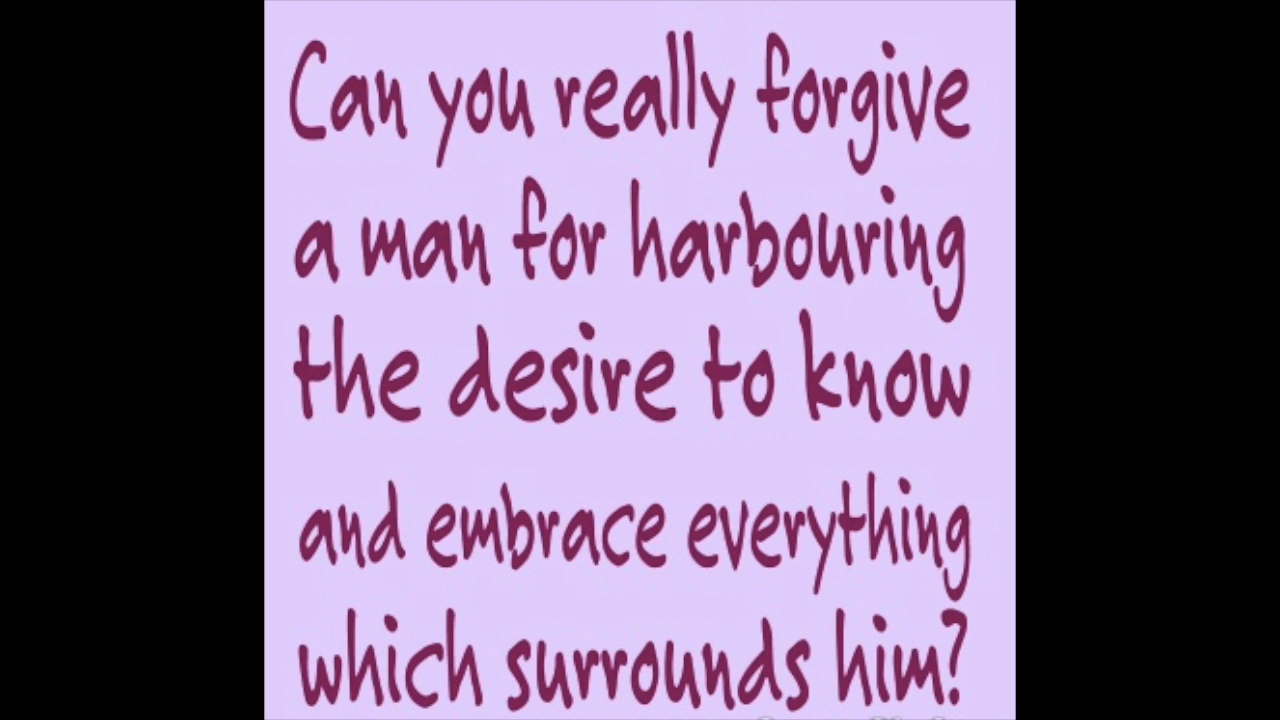 Can you really forgive
a man for harbouring
the desire to know
and embrace everything
which surrounds him?